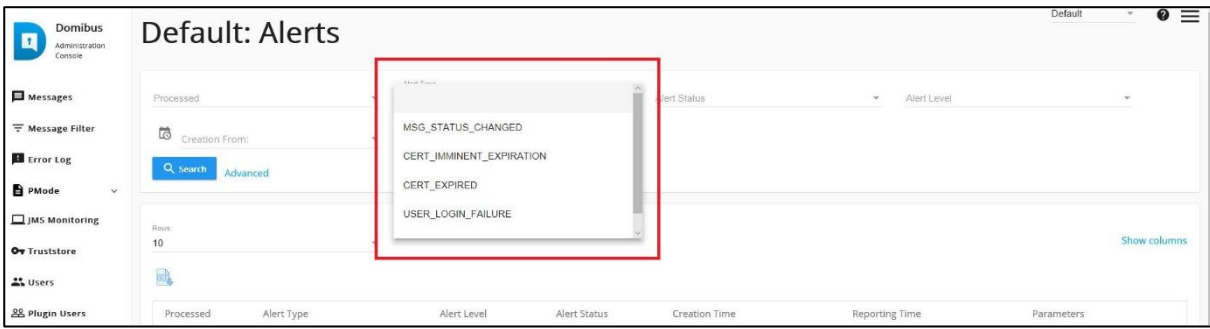 Domibus
Administration
Console
Default
Default: Alerts
Messages
Message Filter
Error Log
PMode
JMS Monitoring
Truststore
Users
Plugin Users
Processed
Alert Status
Alert Level
Creation From:
Search
Advanced
MSG_STATUS_CHANGED
CERT_IMMINENT_EXPIRATION
CERT_EXPIRED
USER_LOGIN_FAILURE
Rows
10
Show columns
Processed Alert Type Alert Level Alert Status Creation Time Reporting Time Parameters